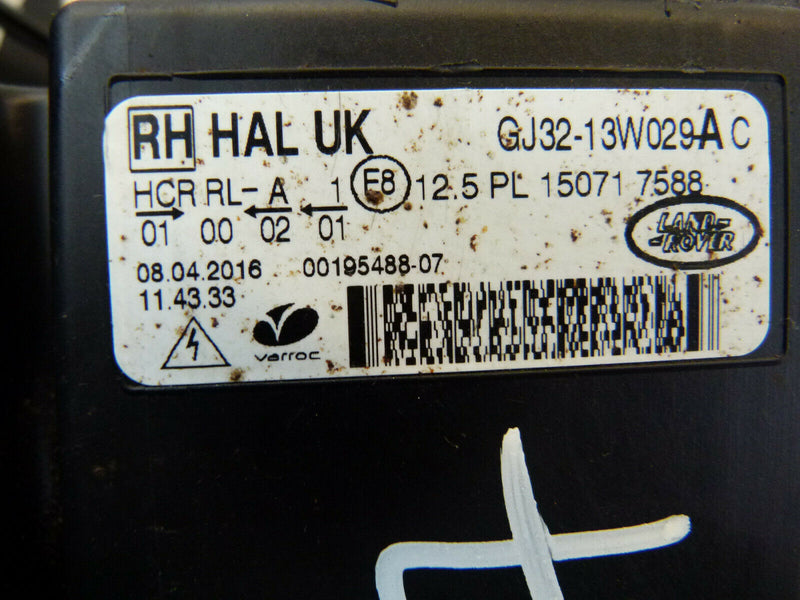 RH HAL UK GJ32-13W029-A C
HCR RL- A 1 E8 12.5 PL 15071 7588
01 00 02 01
LAND-
-ROVER
08.04.2016 00195488-07
11.43.33
varroc